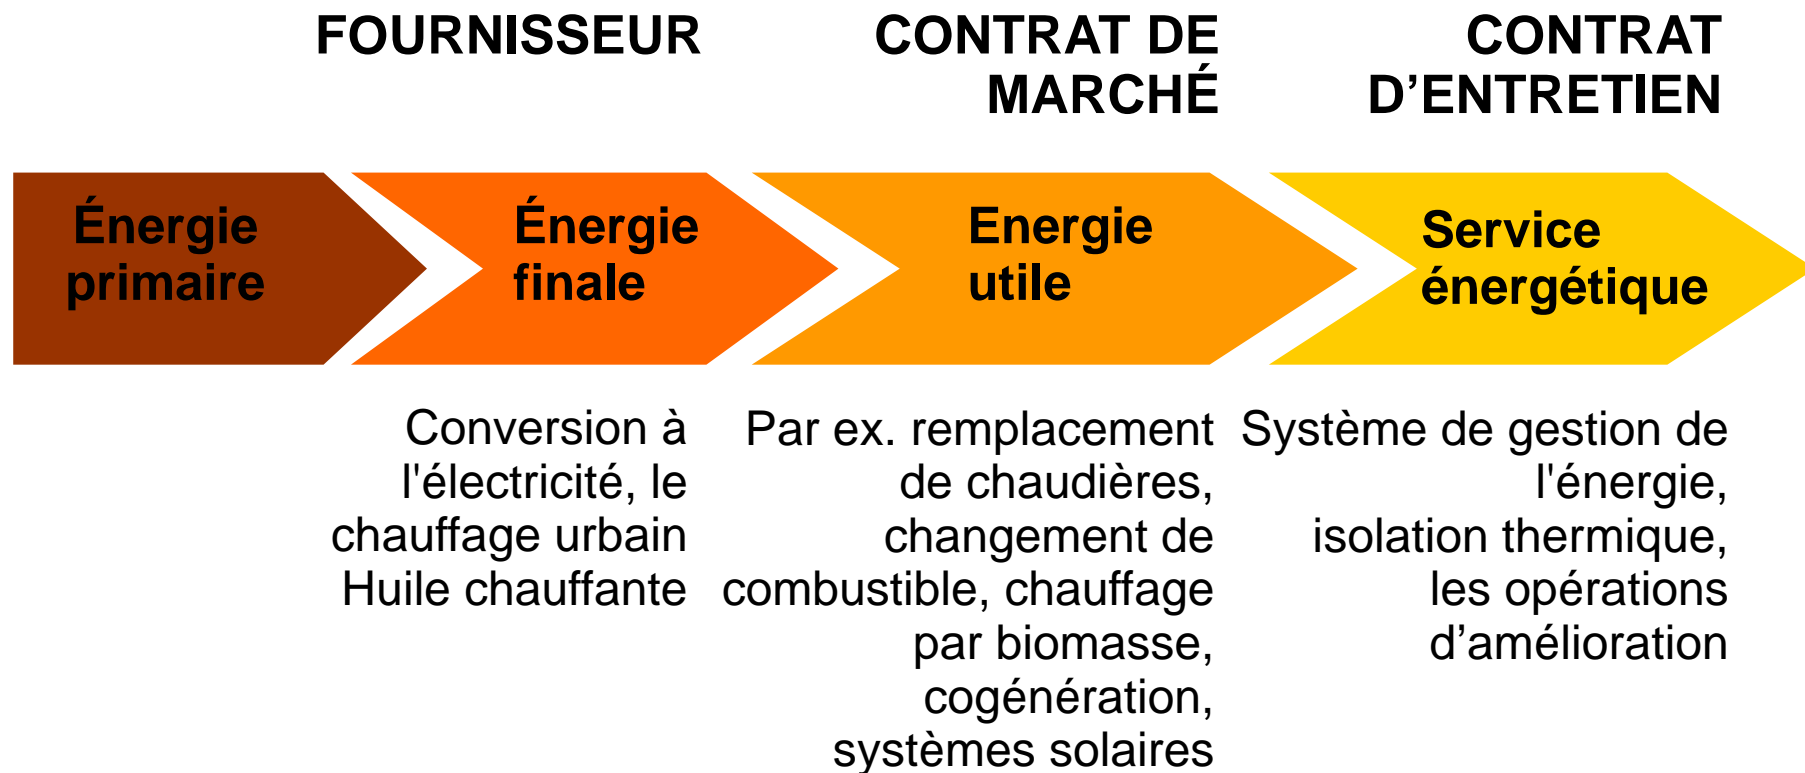 FOURNISSEUR
CONTRAT DE
MARCHÉ
CONTRAT
D’ENTRETIEN
Énergie
primaire
Énergie
finale
Energie
utile
Service
énergétique
Conversion à
l'électricité, le
chauffage urbain
Huile chauffante
Par ex. remplacement
de chaudières,
changement de
combustible, chauffage
par biomasse,
cogénération,
systèmes solaires
Système de gestion de
l'énergie,
isolation thermique,
les opérations
d’amélioration